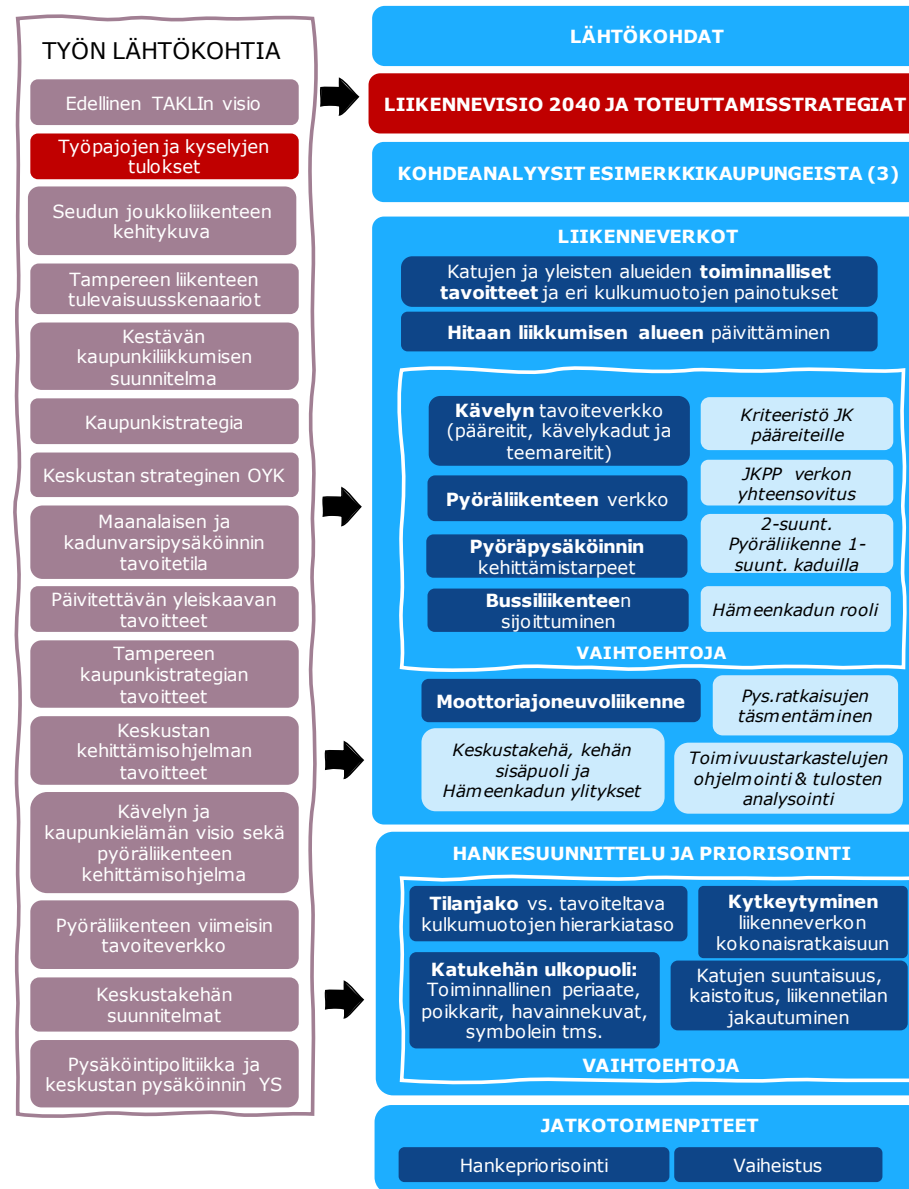 TYÖN LÄHTÖKOHTIA
Edellinen TAKLIn visio
Työpajojen ja kyselyjen
tulokset
Seudun joukkoliikenteen
kehitykuva
Tampereen liikenteen
tulevaisuusskenaariot
Kestävän
kaupunkiliikkumisen
suunnitelma
Kaupunkistrategia
Keskustan strateginen OYK
Maanalaisen ja
kadunvarsipysäköinnin
tavoitetila
Päivitettävän yleiskaavan
tavoitteet
Tampereen
kaupunkistrategian
tavoitteet
Keskustan
kehittämisohjelman
tavoitteet
Kävelyn ja
kaupunkielämän visio sekä
pyöräliikenteen
kehittämisohjelma
Pyöräliikenteen viimeisin
tavoiteverkko
Keskustakehän
suunnitelmat
Pysäköintipolitiikka ja
keskustan pysäköinnin YS
LÄHTÖKOHDAT
LIIKENNEVISIO 2040 JA TOTEUTTAMISSTRATEGIAT
KOHDEANALYYSIT ESIMERKKIKAUPUNGEISTA (3)
LIIKENNEVERKOT
Katujen ja yleisten alueiden toiminnalliset
tavoitteet ja eri kulkumuotojen painotukset
Hitaan liikkumisen alueen päivittäminen
Kävelyn tavoiteverkko
(pääreitit, kävelykadut ja
teemareitit)
Kriteeristö JK
pääreiteille
Pyöräliikenteen verkko
JKPP verkon
yhteensovitus
Pyöräpysäköinnin
kehittämistarpeet
2-suunt.
Pyöräliikenne 1-
suunt. kaduilla
Bussiliikenteen
sijoittuminen
Hämeenkadun rooli
VAIHTOEHTOJA
Moottoriajoneuvoliikenne
Pys.ratkaisujen
täsmentäminen
Keskustakehä, kehän
sisäpuoli ja
Hämeenkadun ylitykset
Toimivuustarkastelujen
ohjelmointi & tulosten
analysointi
HANKESUUNNITTELU JA PRIORISOINTI
Tilanjako vs. tavoiteltava
kulkumuotojen hierarkiataso
Kytkeytyminen
liikenneverkon
kokonaisratkaisuun
Katukehän ulkopuoli:
Toiminnallinen periaate,
poikkarit, havainnekuvat,
symbolein tms.
Katujen suuntaisuus,
kaistoitus, liikennetilan
jakautuminen
VAIHTOEHTOJA
JATKOTOIMENPITEET
Hankepriorisointi
Vaiheistus